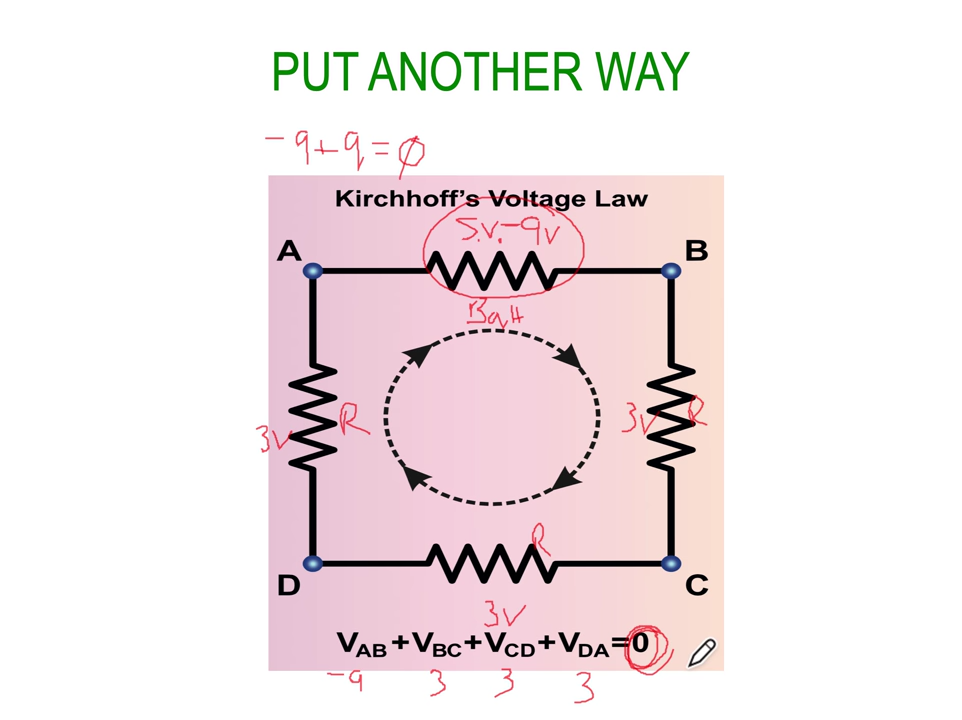 PUT ANOTHER WAY
-9+9=0
Kirchhoff's Voltage Law
S.V.-9V
A
B
Batt
3V
R
3V
R
R
D
C
3V
VAB+VBC+VCD+VDA=0
-9 3 3 3